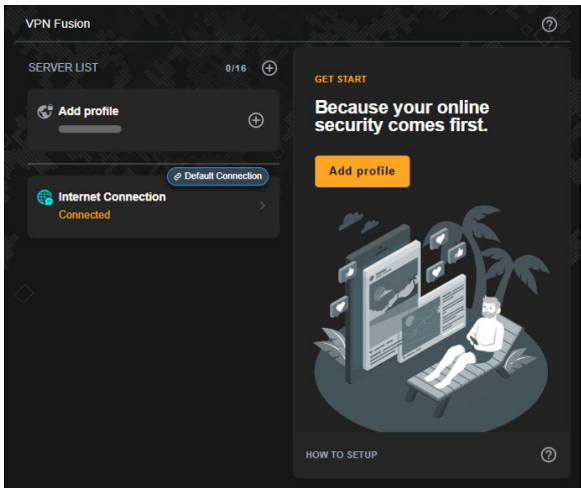 VPN Fusion
SERVER LIST 0/16
Add profile
Default Connection
Internet Connection
Connected
GET START
Because your online
security comes first.
Add profile
HOW TO SETUP